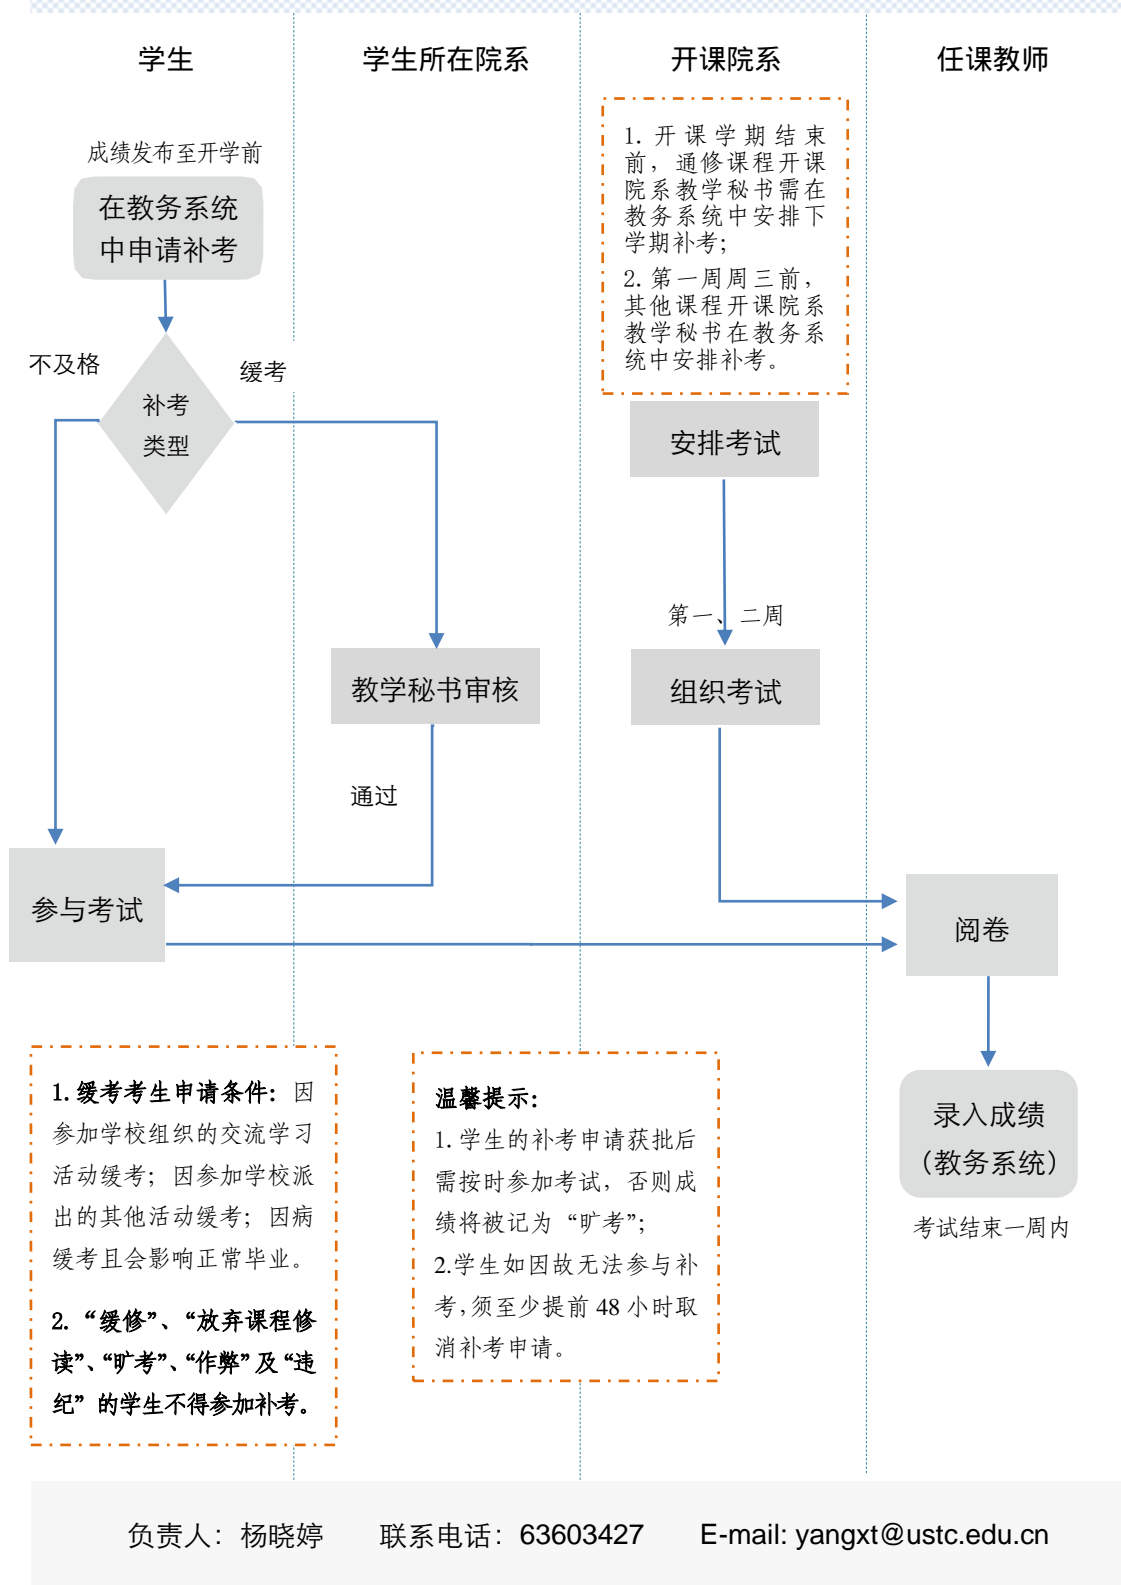 学生
学生所在院系
开课院系
任课教师
成绩发布至开学前
在教务系统
中申请补考
1. 开课学期结束
前，通修课程开课
院系教学秘书需在
教务系统中安排下
学期补考；
2. 第一周周三前，
其他课程开课院系
教学秘书在教务系
统中安排补考。
不及格
缓考
补考
类型
安排考试
第一、二周
教学秘书审核
组织考试
通过
参与考试
阅卷
1. 缓考考生申请条件：因
参加学校组织的交流学习
活动缓考；因参加学校派
出的其他活动缓考；因病
缓考且会影响正常毕业。
2. “缓修”、“放弃课程修
读”、“旷考”、“作弊”及“违
纪”的学生不得参加补考。
温馨提示：
1. 学生的补考申请获批后
需按时参加考试，否则成
绩将被记为“旷考”；
2.学生如因故无法参与补
考，须至少提前 48 小时取
消补考申请。
录入成绩
（教务系统）
考试结束一周内
负责人：杨晓婷 联系电话：63603427 E-mail: yangxt@ustc.edu.cn